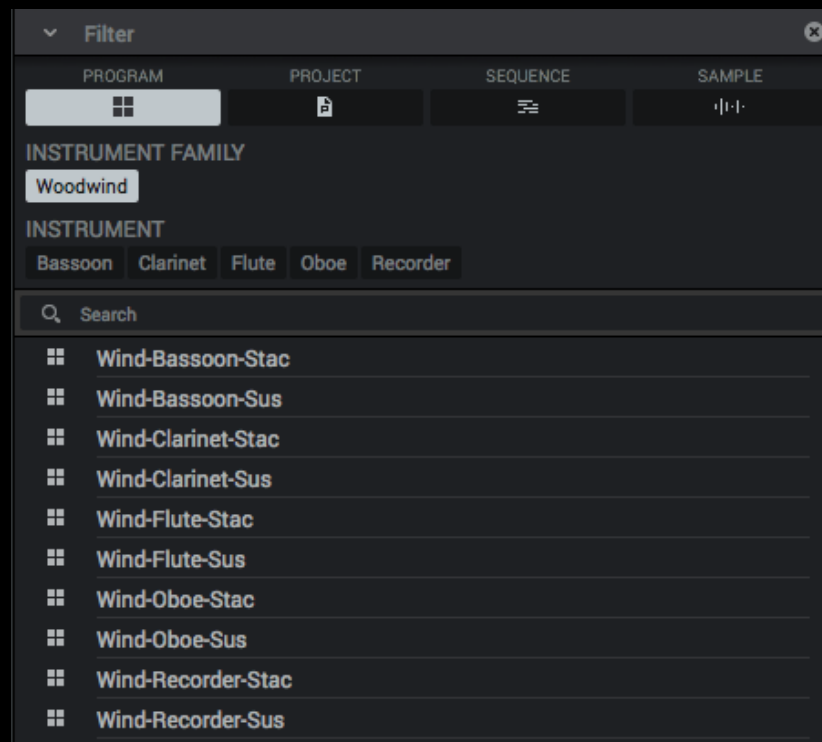 Filter
PROGRAM PROJECT SEQUENCE SAMPLE
INSTRUMENT FAMILY
Woodwind
INSTRUMENT
Bassoon Clarinet Flute Oboe Recorder
Search
Wind-Bassoon-Stac
Wind-Bassoon-Sus
Wind-Clarinet-Stac
Wind-Clarinet-Sus
Wind-Flute-Stac
Wind-Flute-Sus
Wind-Oboe-Stac
Wind-Oboe-Sus
Wind-Recorder-Stac
Wind-Recorder-Sus